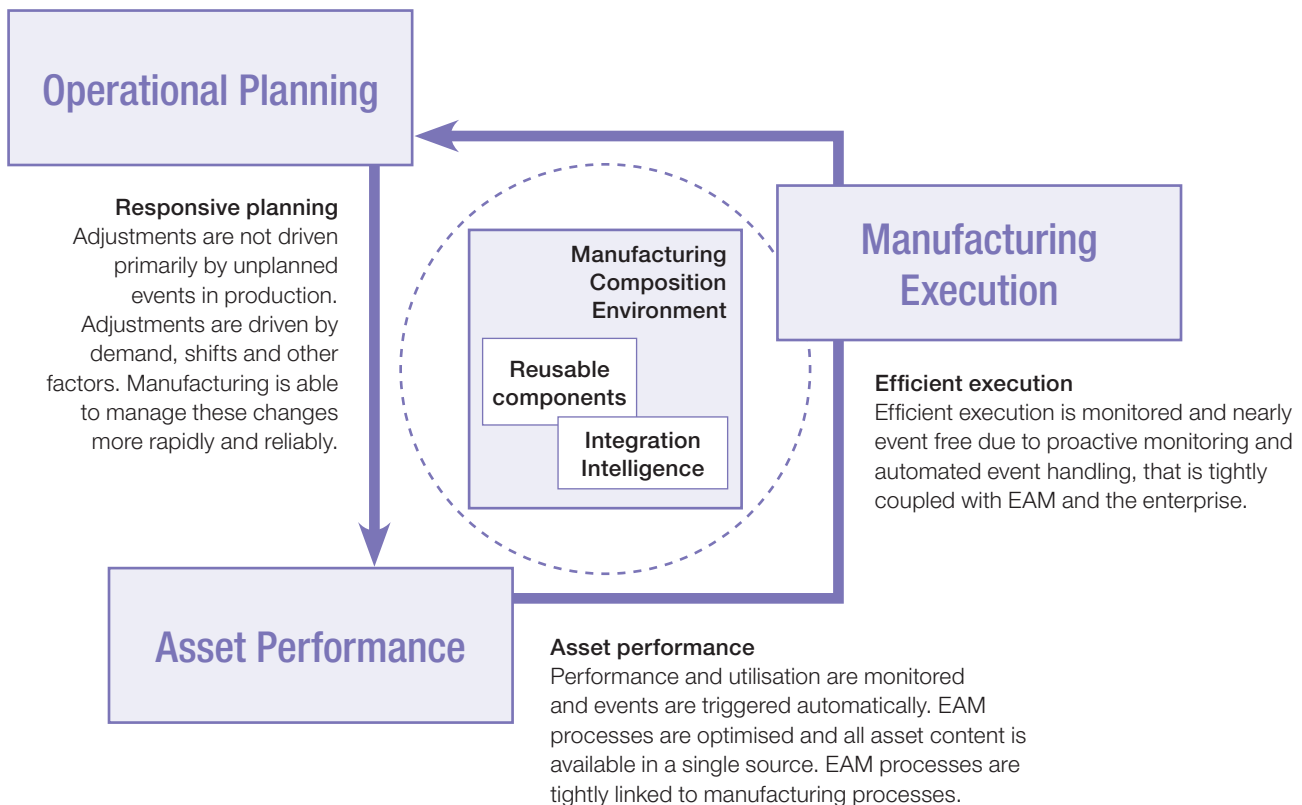 Operational Planning
Responsive planning
Adjustments are not driven
primarily by unplanned
events in production.
Adjustments are driven by
demand, shifts and other
factors. Manufacturing is able
to manage these changes
more rapidly and reliably.
Manufacturing
Composition
Environment
Reusable
components
Integration
Intelligence
Manufacturing
Execution
Efficient execution
Efficient execution is monitored and nearly
event free due to proactive monitoring and
automated event handling, that is tightly
coupled with EAM and the enterprise.
Asset Performance
Asset performance
Performance and utilisation are monitored
and events are triggered automatically. EAM
processes are optimised and all asset content is
available in a single source. EAM processes are
tightly linked to manufacturing processes.